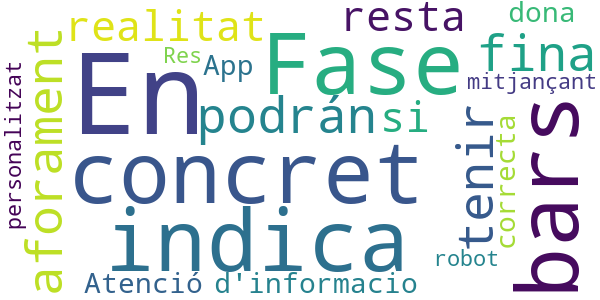 realitat
resta
dona
En
Fase
fina
Res
App
mitjançant
personalitzat
aforament
podrán
si
concret
tenir
correcta
bars
indica
robot
Atenció
d'informacio